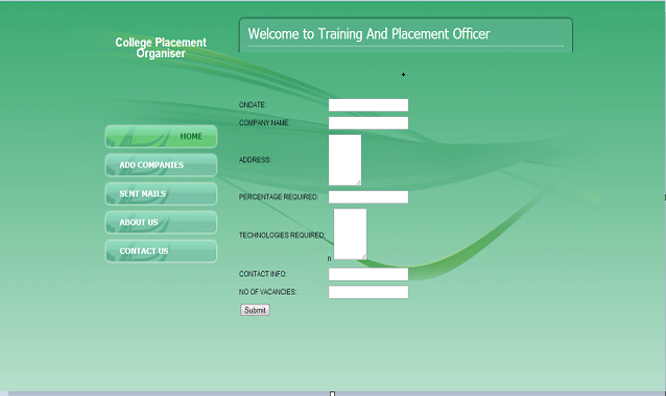 College Placement
Organiser
Welcome to Training And Placement Officer
HOME
ADD COMPANIES
SENT MAILS
ABOUT US
CONTACT US
ONDATE:
COMPANY NAME:
ADDRESS:
PERCENTAGE REQUIRED:
TECHNOLOGIES REQUIRED:
n
CONTACT INFO:
NO OF VACANCIES:
Submit